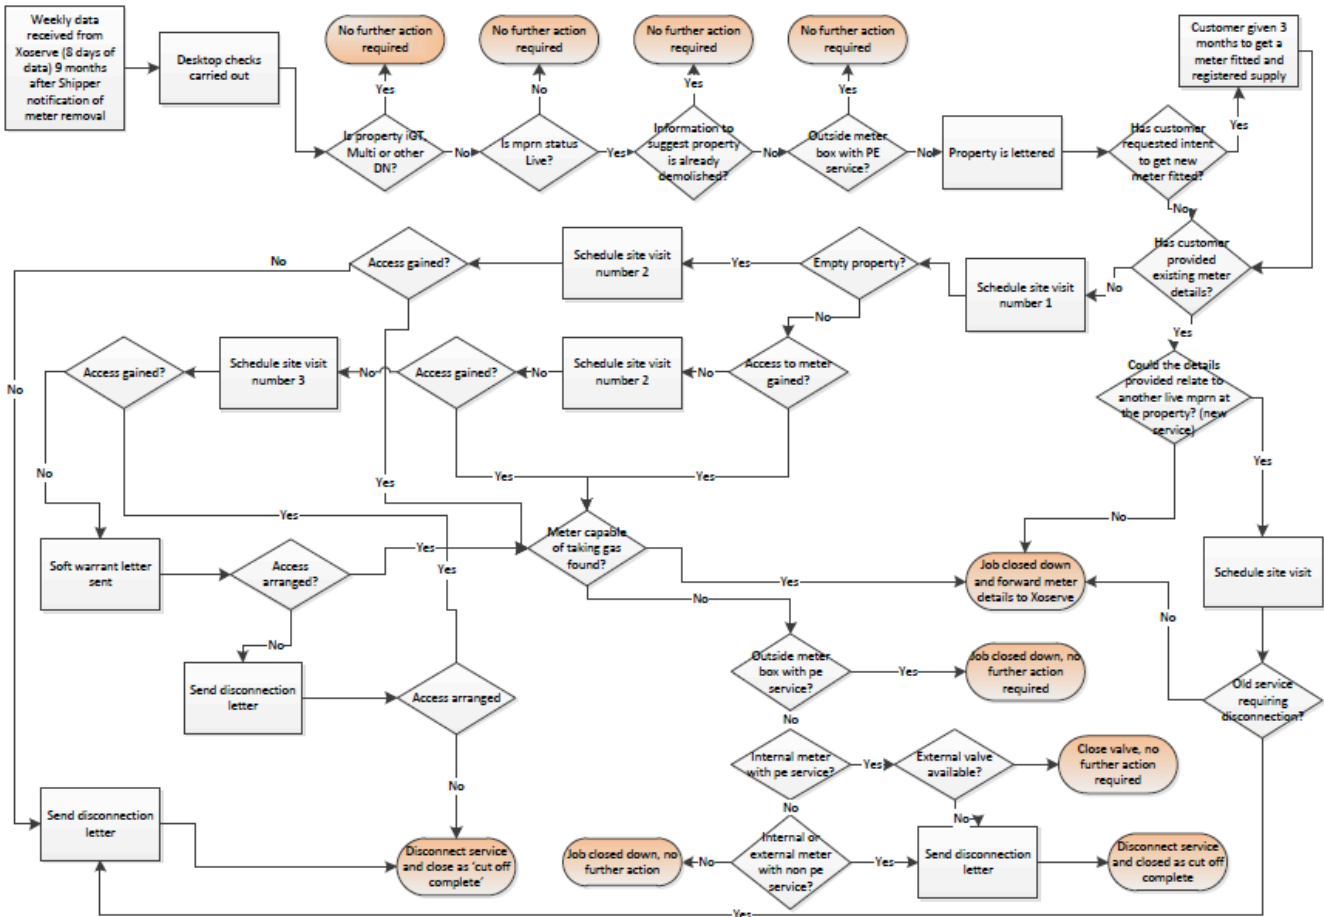 Weekly data
received from
Xoserve (8 days of
data) 9 months
after Shipper
notification of
meter removal
Desktop checks
carried out
No further action
required
No further action
required
No further action
required
No further action
required
Customer given 3
months to get a
meter fitted and
registered supply
Yes
No
Yes
Yes
Yes
Is property iGT,
Multi or other
DN?
No
Is mprn status
Live?
Yes
Information to
suggest property
is already
demolished?
No
Outside meter
box with PE
service?
No
Property is lettered
Has customer
requested intent
to get new
meter fitted?
No
No
Access gained?
Schedule site visit
number 2
Yes
Empty property?
Schedule site visit
number 1
No
Has customer
provided
existing meter
details?
No
Yes
Access gained?
Schedule site visit
number 3
No
Access gained?
No
Schedule site visit
number 2
No
Access to meter
gained?
Could the details
provided relate to
another live mprn at
the property? (new
service)
No
No
Yes
Yes
Yes
Yes
Yes
No
Soft warrant letter
sent
Access
arranged?
Yes
Yes
Meter capable
of taking gas
found?
Yes
Job closed down
and forward meter
details to Xoserve
Schedule site visit
No
No
No
Send disconnection
letter
Access arranged
Outside meter
box with pe
service?
Yes
Job closed down, no
further action
required
Old service
requiring
disconnection?
No
Internal meter
with pe service?
Yes
External valve
available?
Close valve, no
further action
required
No
No
No
Send disconnection
letter
Disconnect service
and close as 'cut off
complete'
Job closed down, no
further action
No
Internal or
external meter
with non pe
service?
Yes
Send disconnection
letter
Disconnect service
and closed as cut off
complete
Yes